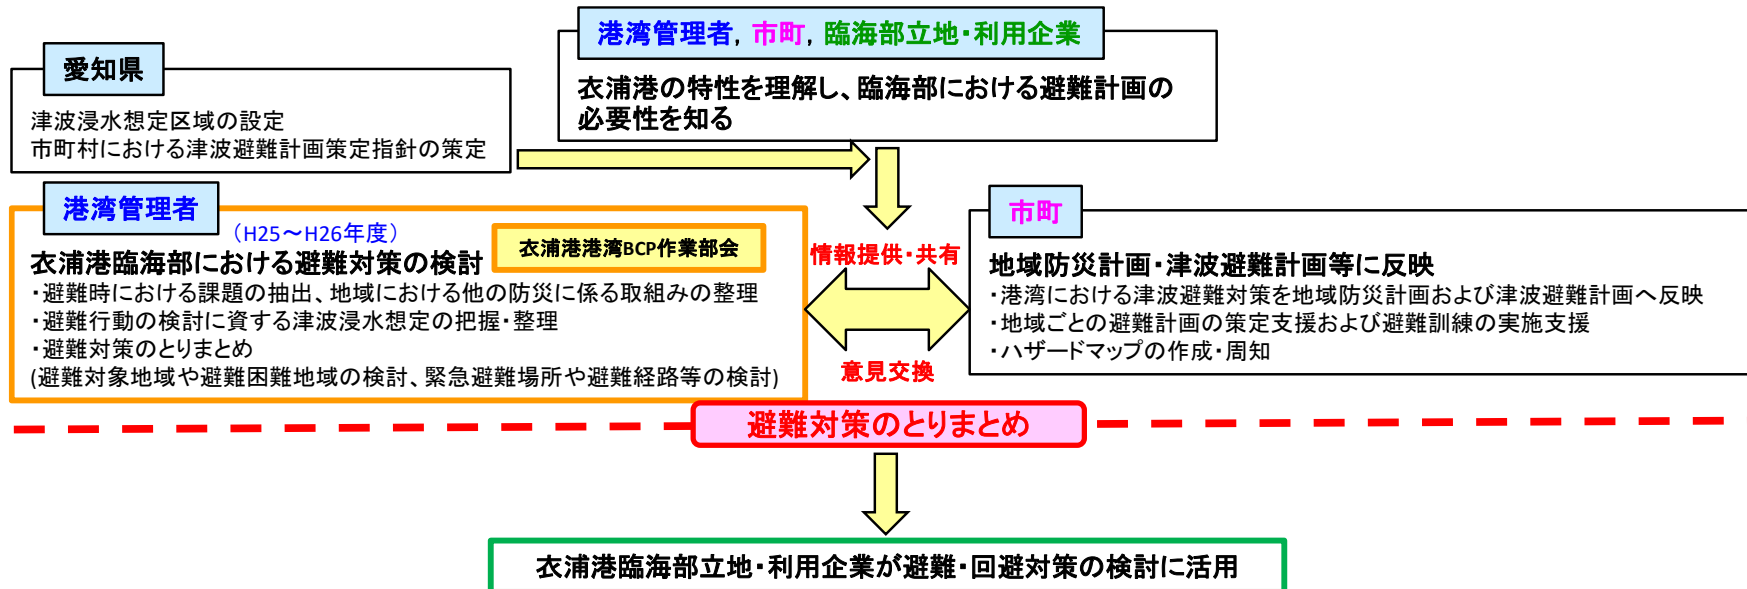 港湾管理者, 市町, 臨海部立地・利用企業
衣浦港の特性を理解し、臨海部における避難計画の
必要性を知る
愛知県
津波浸水想定区域の設定
市町村における津波避難計画策定指針の策定
港湾管理者
(H25～H26年度)
衣浦港港湾BCP作業部会
衣浦港臨海部における避難対策の検討
・避難時における課題の抽出、地域における他の防災に係る取組みの整理
・避難行動の検討に資する津波浸水想定の把握・整理
・避難対策のとりまとめ
(避難対象地域や避難困難地域の検討、緊急避難場所や避難経路等の検討)
情報提供・共有
意見交換
市町
地域防災計画・津波避難計画等に反映
・港湾における津波避難対策を地域防災計画および津波避難計画へ反映
・地域ごとの避難計画の策定支援および避難訓練の実施支援
・ハザードマップの作成・周知
避難対策のとりまとめ
衣浦港臨海部立地・利用企業が避難・回避対策の検討に活用